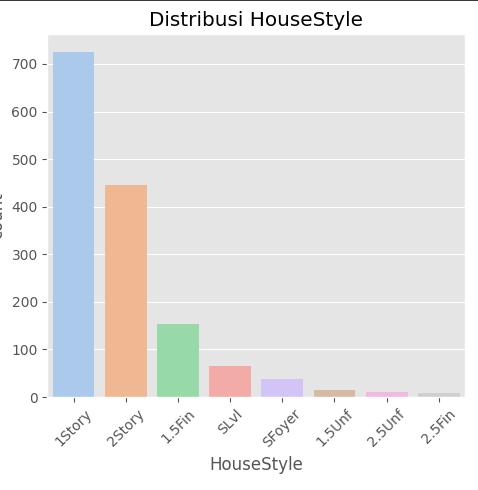 Distribusi HouseStyle
700
600
500
400
300
200
100
0
count
1Story
2Story
1.5Fin
SLvl
SFoyer
1.5Unf
2.5Unf
2.5Fin
HouseStyle